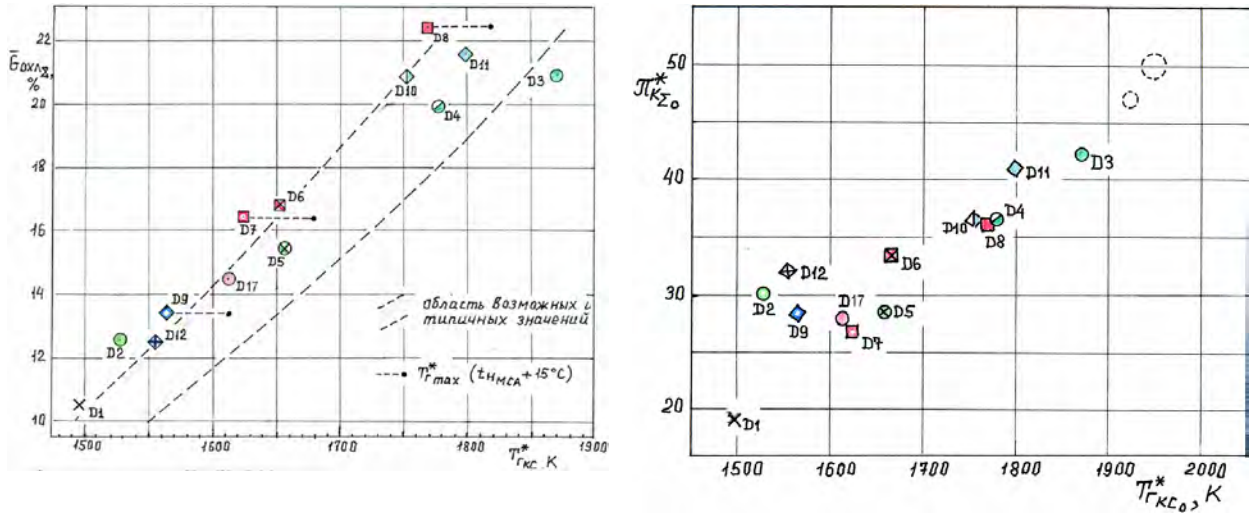 Ḡохл Σ,
%
22
20
18
16
14
12
10
D8
D11
D10
D3
D4
D6
D7
D5
D17
D9
D12
D2
D1
область возможных и
типичных значений
T*г max (tн МСА + 15°C)
1500 1600 1700 1800 1900
T*г кс, К
π*к Σ о
50
40
30
20
D3
D11
D4
D10
D8
D6
D12
D2
D9
D17
D5
D7
D1
1500 1600 1700 1800 1900 2000
T*г кс о, К